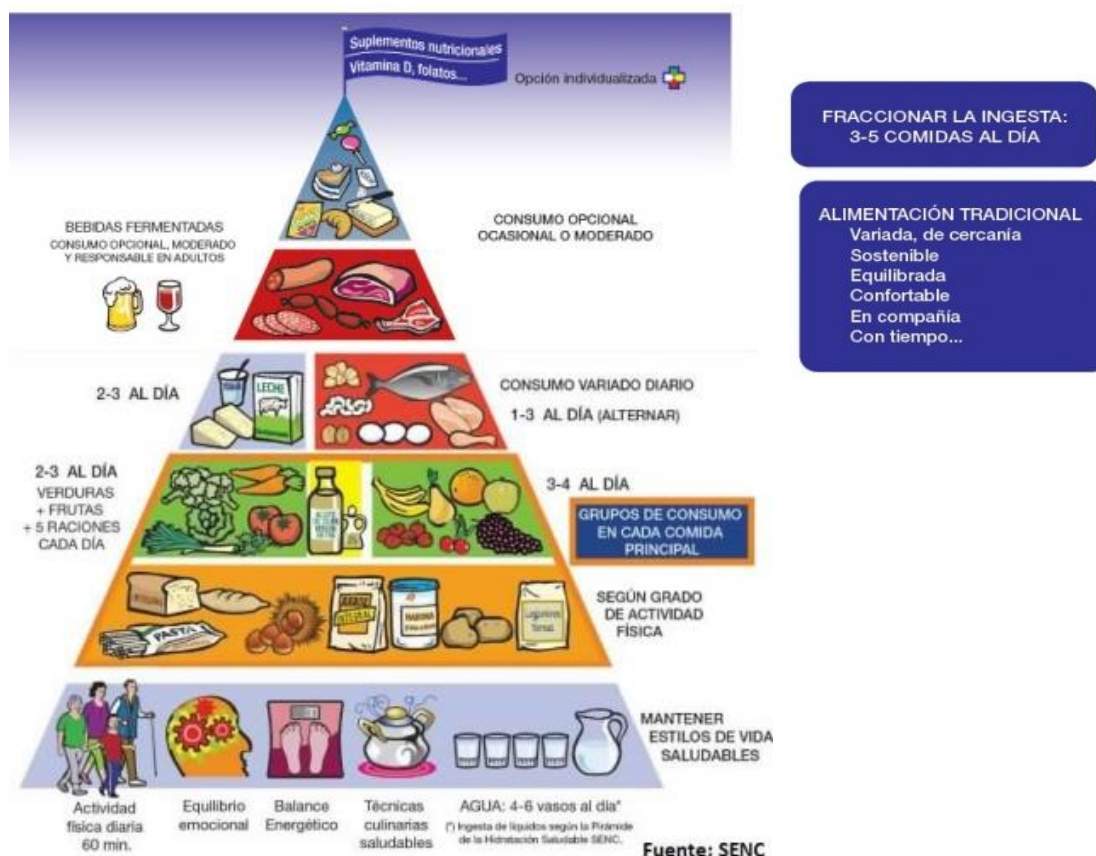 Suplementos nutricionales
Vitamina D, folatos...
Opción individualizada
FRACCIONAR LA INGESTA:
3-5 COMIDAS AL DÍA
ALIMENTACIÓN TRADICIONAL
Variada, de cercanía
Sostenible
Equilibrada
Confortable
En compañía
Con tiempo...
BEBIDAS FERMENTADAS
CONSUMO OPCIONAL, MODERADO
Y RESPONSABLE EN ADULTOS
CONSUMO OPCIONAL
OCASIONAL O MODERADO
2-3 AL DÍA
LECHE
CONSUMO VARIADO DIARIO
1-3 AL DÍA (ALTERNAR)
2-3 AL DÍA
VERDURAS
+ FRUTAS
+ 5 RACIONES
CADA DÍA
3-4 AL DÍA
GRUPOS DE CONSUMO
EN CADA COMIDA
PRINCIPAL
PASTA
INTEGRAL
HARINA
SEGÚN GRADO
DE ACTIVIDAD
FÍSICA
MANTENER
ESTILOS DE VIDA
SALUDABLES
Actividad
física diaria
60 min.
Equilibrio
emocional
Balance
Energético
Técnicas
culinarias
saludables
AGUA: 4-6 vasos al día*
(*) Ingesta de líquidos según la Pirámide
de la Hidratación Saludable SENC.
Fuente: SENC